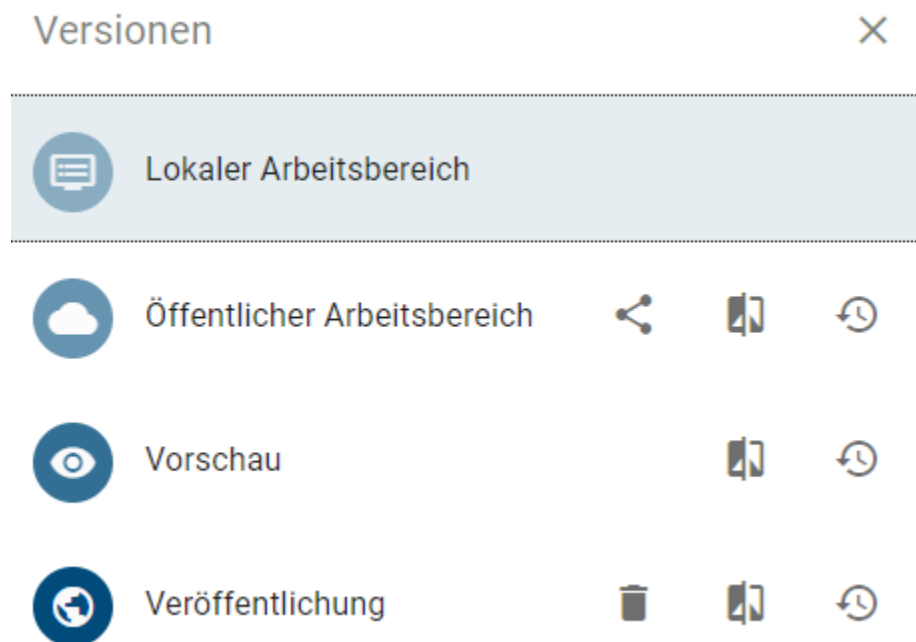 Versionen
Lokaler Arbeitsbereich
Öffentlicher Arbeitsbereich
Vorschau
Veröffentlichung